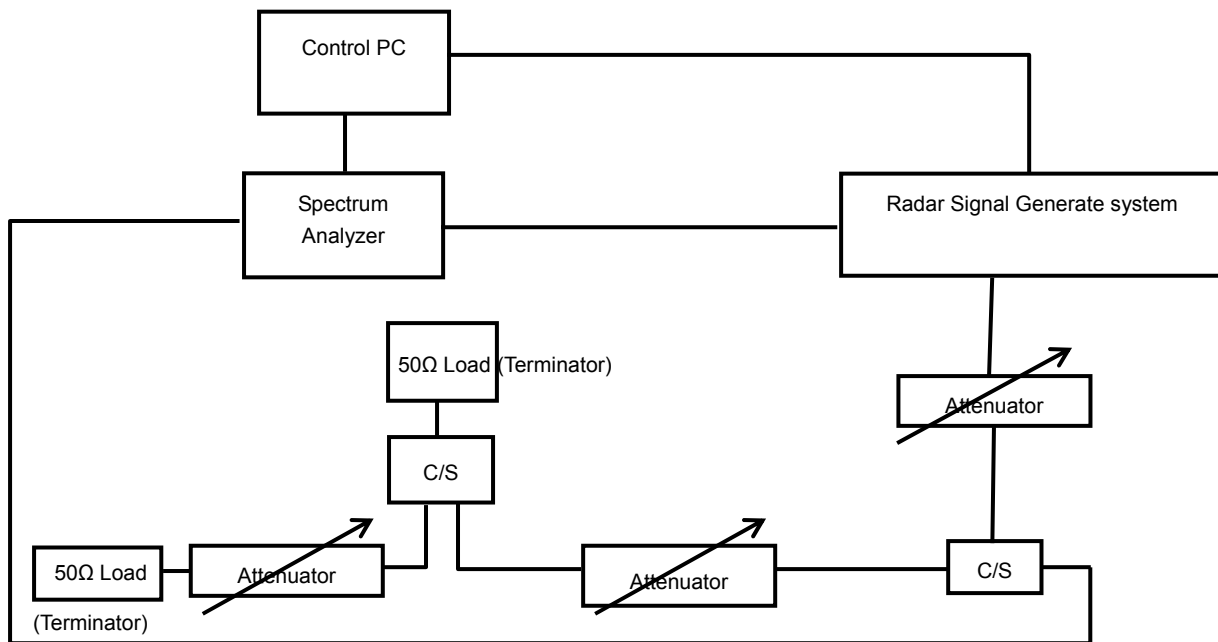 Control PC
Spectrum
Analyzer
Radar Signal Generate system
50Ω Load (Terminator)
Attenuator
C/S
50Ω Load
(Terminator)
Attenuator
Attenuator
C/S